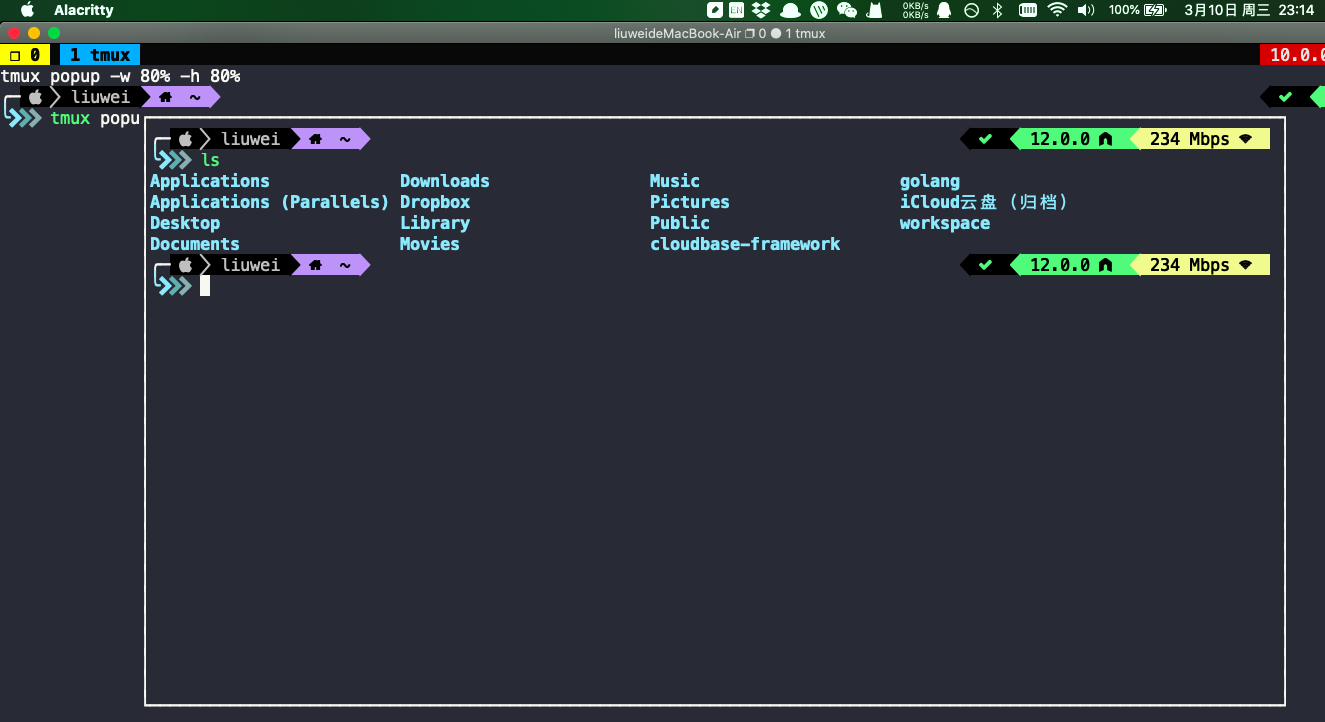 Alacritty EN 0KB/s 0KB/s 100% 3月10日 周三 23:14
liuweideMacBook-Air 0 1 tmux
0 1 tmux 10.0.0
tmux popup -w 80% -h 80%
liuwei ~
tmux popu
liuwei ~ 12.0.0 234 Mbps
ls
Applications Downloads Music golang
Applications (Parallels) Dropbox Pictures iCloud云盘（归档）
Desktop Library Public workspace
Documents Movies cloudbase-framework
liuwei ~ 12.0.0 234 Mbps